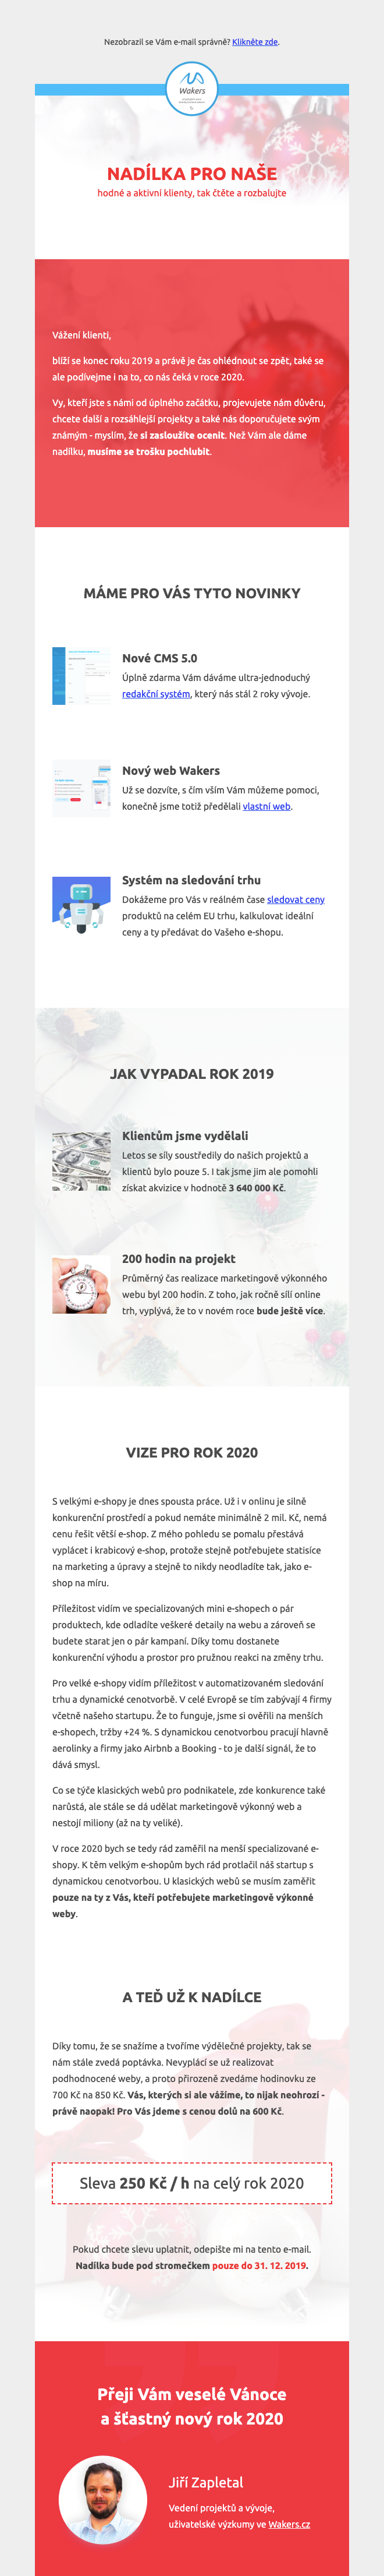 Nezobrazil se Vám e-mail správně? Klikněte zde.
Wakers
NADÍLKA PRO NAŠE
hodné a aktivní klienty, tak čtěte a rozbalujte
Vážení klienti,
blíží se konec roku 2019 a právě je čas ohlédnout se zpět, také se
ale podívejme i na to, co nás čeká v roce 2020.
Vy, kteří jste s námi od úplného začátku, projevujete nám důvěru,
chcete další a rozsáhlejší projekty a také nás doporučujete svým
známým - myslím, že si zasloužíte ocenit. Než Vám ale dáme
nadílku, musíme se trošku pochlubit.
MÁME PRO VÁS TYTO NOVINKY
Nové CMS 5.0
Úplně zdarma Vám dáváme ultra-jednoduchý
redakční systém, který nás stál 2 roky vývoje.
Nový web Wakers
Už se dozvíte, s čím vším Vám můžeme pomoci,
konečně jsme totiž předělali vlastní web.
Systém na sledování trhu
Dokážeme pro Vás v reálném čase sledovat ceny
produktů na celém EU trhu, kalkulovat ideální
ceny a ty předávat do Vašeho e-shopu.
JAK VYPADAL ROK 2019
Klientům jsme vydělali
Letos se síly soustředily do našich projektů a
klientů bylo pouze 5. I tak jsme jim ale pomohli
získat akvizice v hodnotě 3 640 000 Kč.
200 hodin na projekt
Průměrný čas realizace marketingově výkonného
webu byl 200 hodin. Z toho, jak ročně sílí online
trh, vyplývá, že to v novém roce bude ještě více.
VIZE PRO ROK 2020
S velkými e-shopy je dnes spousta práce. Už i v onlinu je silně
konkurenční prostředí a pokud nemáte minimálně 2 mil. Kč, nemá
cenu řešit větší e-shop. Z mého pohledu se pomalu přestává
vyplácet i krabicový e-shop, protože stejně potřebujete statisíce
na marketing a úpravy a stejně to nikdy neodladíte tak, jako e-
shop na míru.
Příležitost vidím ve specializovaných mini e-shopech o pár
produktech, kde odladíte veškeré detaily na webu a zároveň se
budete starat jen o pár kampaní. Díky tomu dostanete
konkurenční výhodu a prostor pro pružnou reakci na změny trhu.
Pro velké e-shopy vidím příležitost v automatizovaném sledování
trhu a dynamické cenotvorbě. V celé Evropě se tím zabývají 4 firmy
včetně našeho startupu. Že to funguje, jsme si ověřili na menších
e-shopech, tržby +24 %. S dynamickou cenotvorbou pracují hlavně
aerolinky a firmy jako Airbnb a Booking - to je další signál, že to
dává smysl.
Co se týče klasických webů pro podnikatele, zde konkurence také
narůstá, ale stále se dá udělat marketingově výkonný web a
nestojí miliony (až na ty veliké).
V roce 2020 bych se tedy rád zaměřil na menší specializované e-
shopy. K těm velkým e-shopům bych rád protlačil náš startup s
dynamickou cenotvorbou. U klasických webů se musím zaměřit
pouze na ty z Vás, kteří potřebujete marketingově výkonné
weby.
A TEĎ UŽ K NADÍLCE
Díky tomu, že se snažíme a tvoříme výdělečné projekty, tak se
nám stále zvedá poptávka. Nevyplácí se už realizovat
podhodnocené weby, a proto přirozeně zvedáme hodinovku ze
700 Kč na 850 Kč. Vás, kterých si ale vážíme, to nijak neohrozí -
právě naopak! Pro Vás jdeme s cenou dolů na 600 Kč.
Sleva 250 Kč / h na celý rok 2020
Pokud chcete slevu uplatnit, odepište mi na tento e-mail.
Nadílka bude pod stromečkem pouze do 31. 12. 2019.
Přeji Vám veselé Vánoce
a šťastný nový rok 2020
Jiří Zapletal
Vedení projektů a vývoje,
uživatelské výzkumy ve Wakers.cz